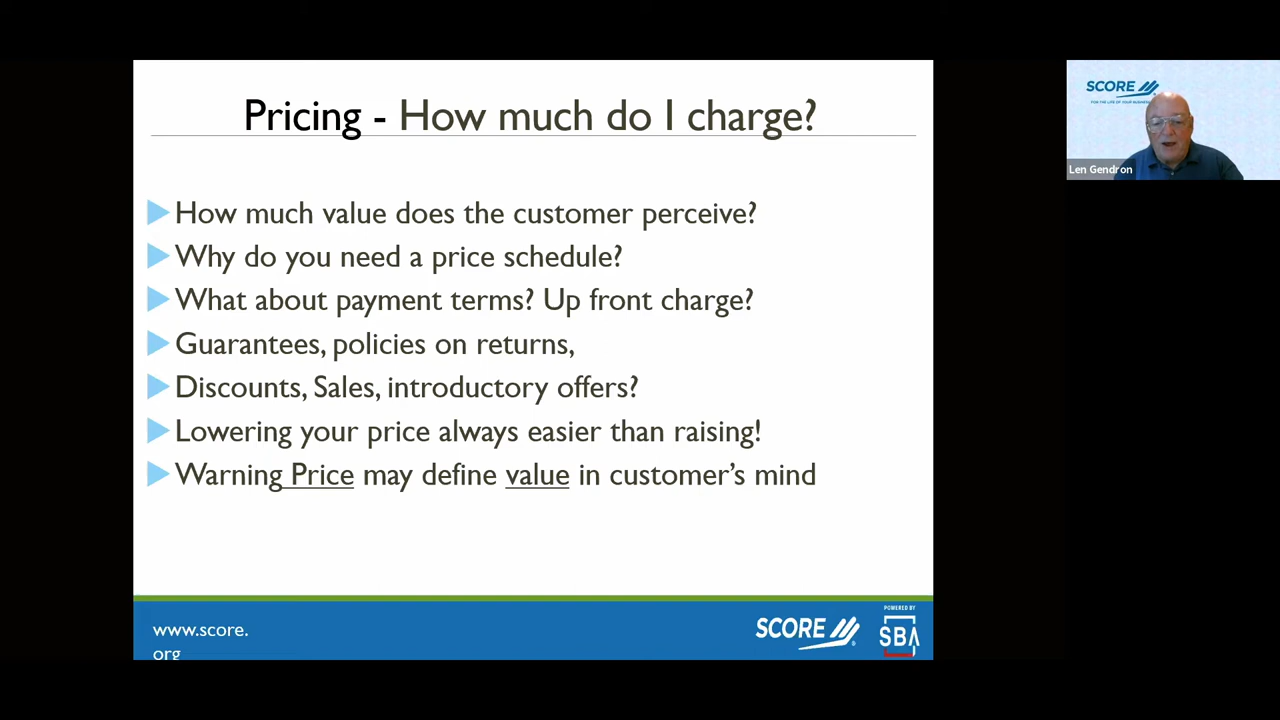 Pricing - How much do I charge?
How much value does the customer perceive?
Why do you need a price schedule?
What about payment terms? Up front charge?
Guarantees, policies on returns,
Discounts, Sales, introductory offers?
Lowering your price always easier than raising!
Warning Price may define value in customer's mind
www.score.
org
SCORE
POWERED BY
SBA
SCORE
FOR THE LIFE OF YOUR BUSINESS
Len Gendron